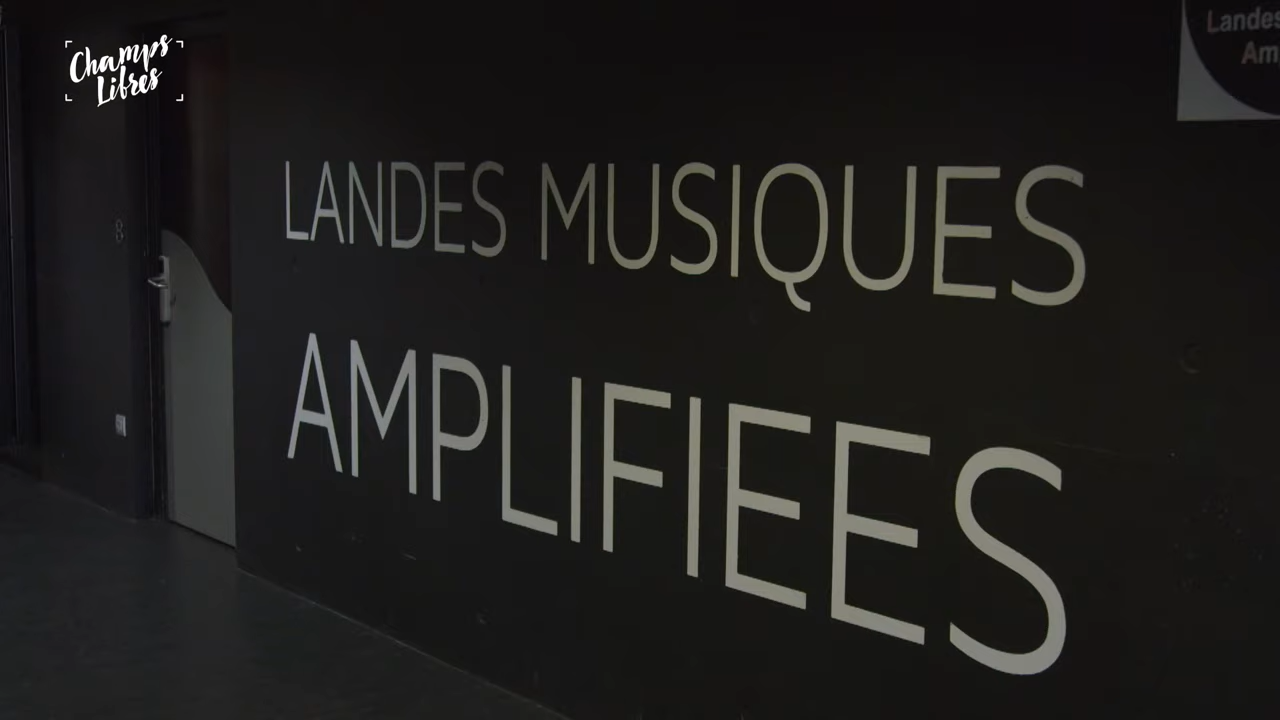 Champs
Libres
Landes
Am
LANDES MUSIQUES
AMPLIFIEES